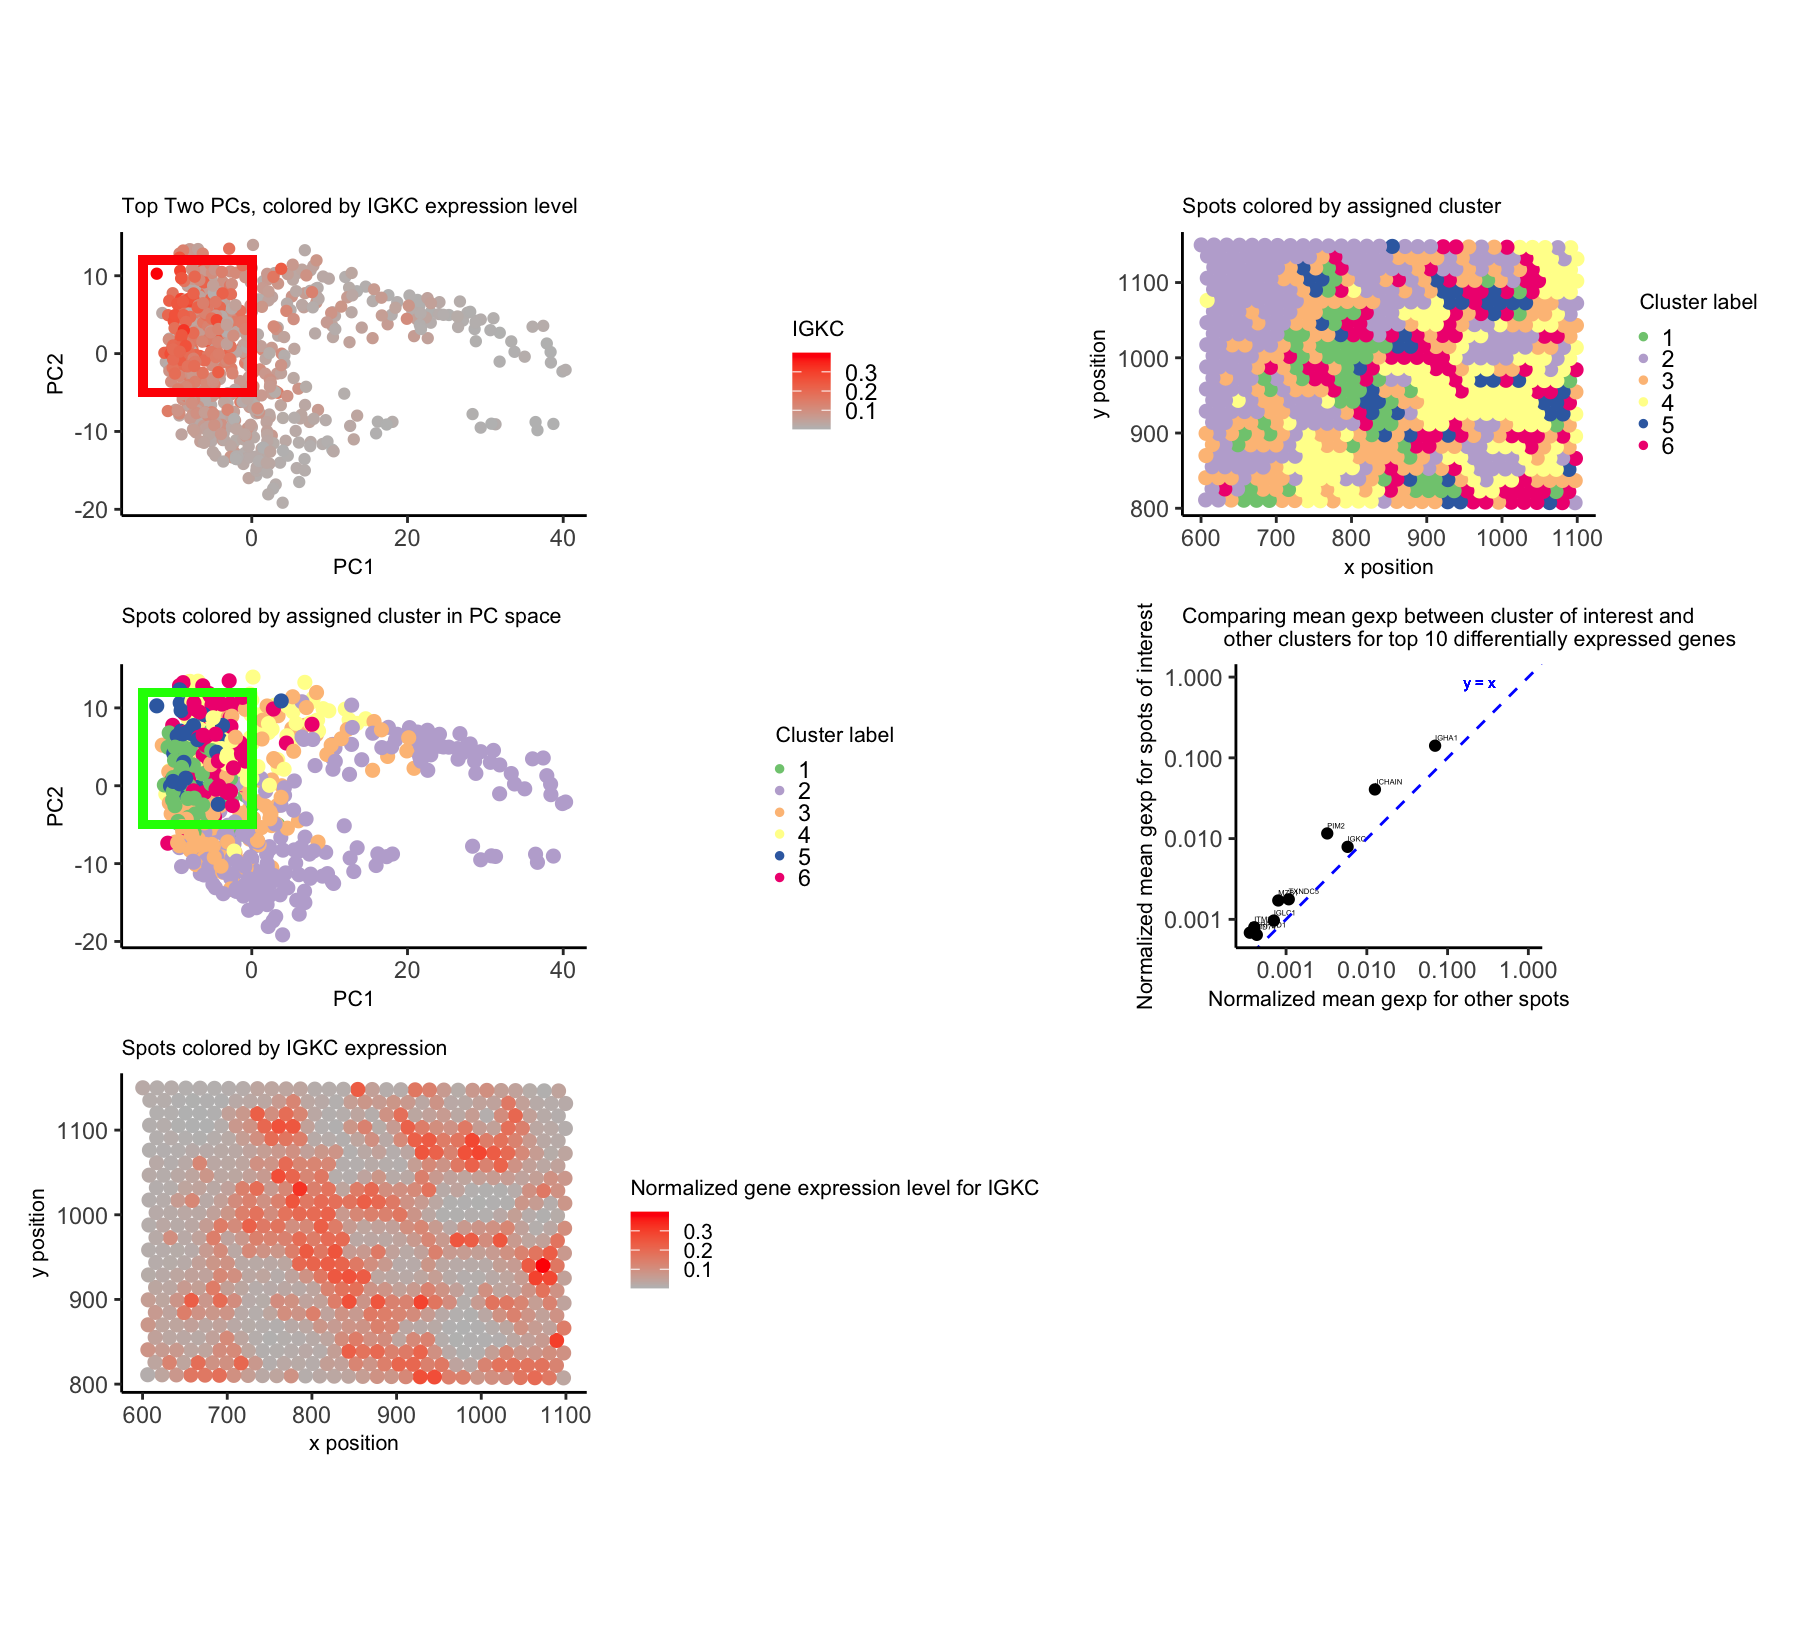 Top Two PCs, colored by IGKC expression level
PC2
10
0
-10
-20
0
20
40
PC1
IGKC
0.3
0.2
0.1
Spots colored by assigned cluster
y position
1100
1000
900
800
600
700
800
900
1000
1100
x position
Cluster label
1
2
3
4
5
6
Spots colored by assigned cluster in PC space
PC2
10
0
-10
-20
0
20
40
PC1
Cluster label
1
2
3
4
5
6
Comparing mean gexp between cluster of interest and
other clusters for top 10 differentially expressed genes
Normalized mean gexp for spots of interest
1.000
0.100
0.010
0.001
y = x
IGHA1
JCHAIN
PIM2
IGKC
TXNDC5
IGLC1
0.001
0.010
0.100
1.000
Normalized mean gexp for other spots
Spots colored by IGKC expression
y position
1100
1000
900
800
600
700
800
900
1000
1100
x position
Normalized gene expression level for IGKC
0.3
0.2
0.1